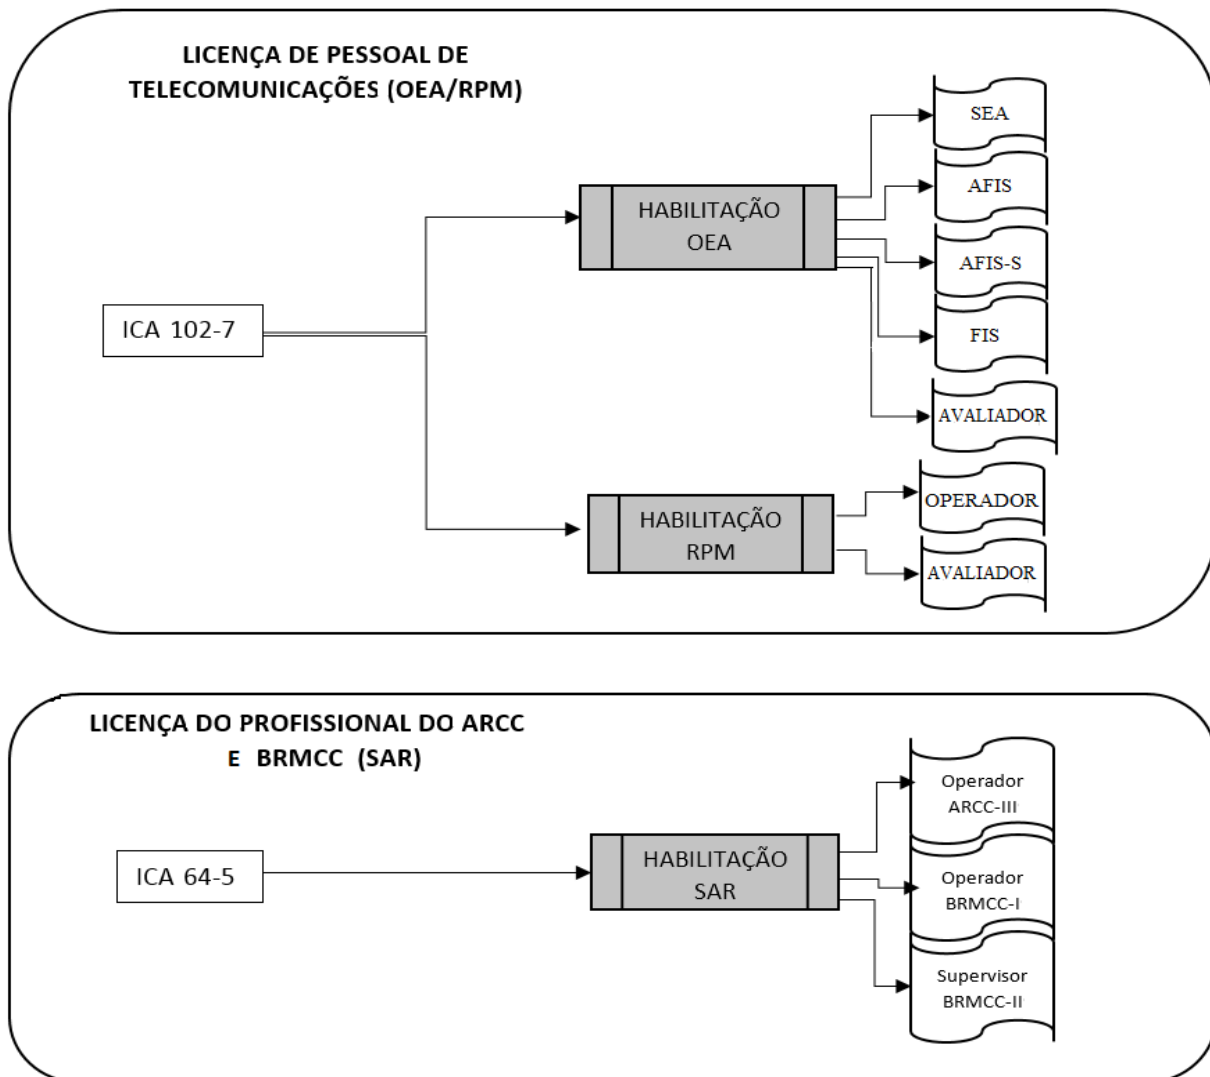 LICENÇA DE PESSOAL DE
TELECOMUNICAÇÕES (OEA/RPM)
SEA
HABILITAÇÃO
OEA
AFIS
AFIS-S
ICA 102-7
FIS
AVALIADOR
HABILITAÇÃO
RPM
OPERADOR
AVALIADOR
LICENÇA DO PROFISSIONAL DO ARCC
E BRMCC (SAR)
Operador
ARCC-III
ICA 64-5
HABILITAÇÃO
SAR
Operador
BRMCC-I
Supervisor
BRMCC-II